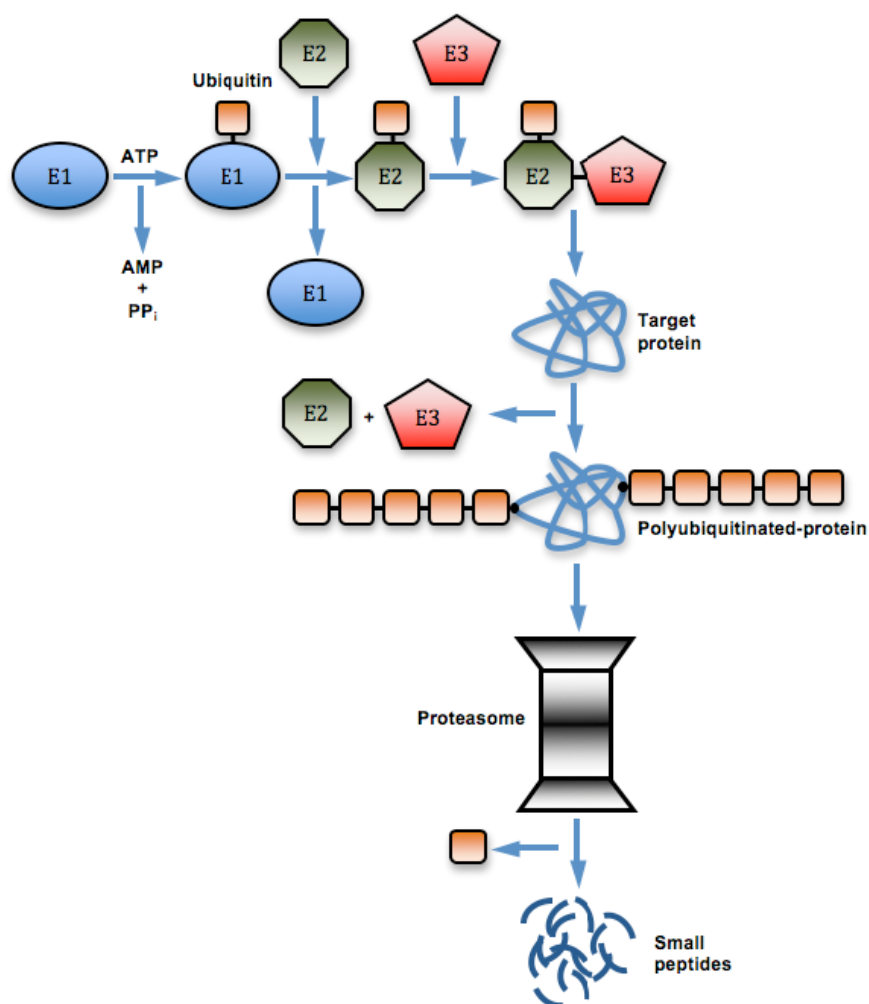 E2
E3
Ubiquitin
E1
ATP
E1
E2
E2
E3
AMP
+
PPi
E1
Target
protein
E2
+
E3
Polyubiquitinated-protein
Proteasome
Small
peptides